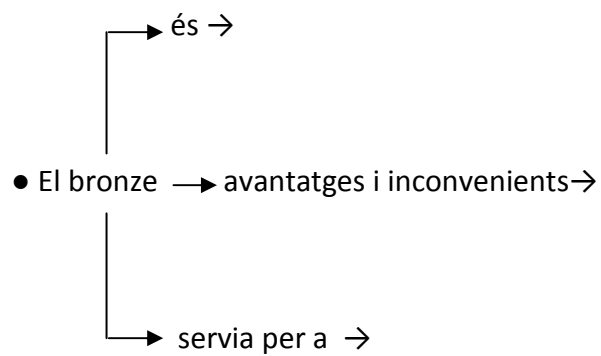 és →
● El bronze → avantatges i inconvenients→
servia per a →